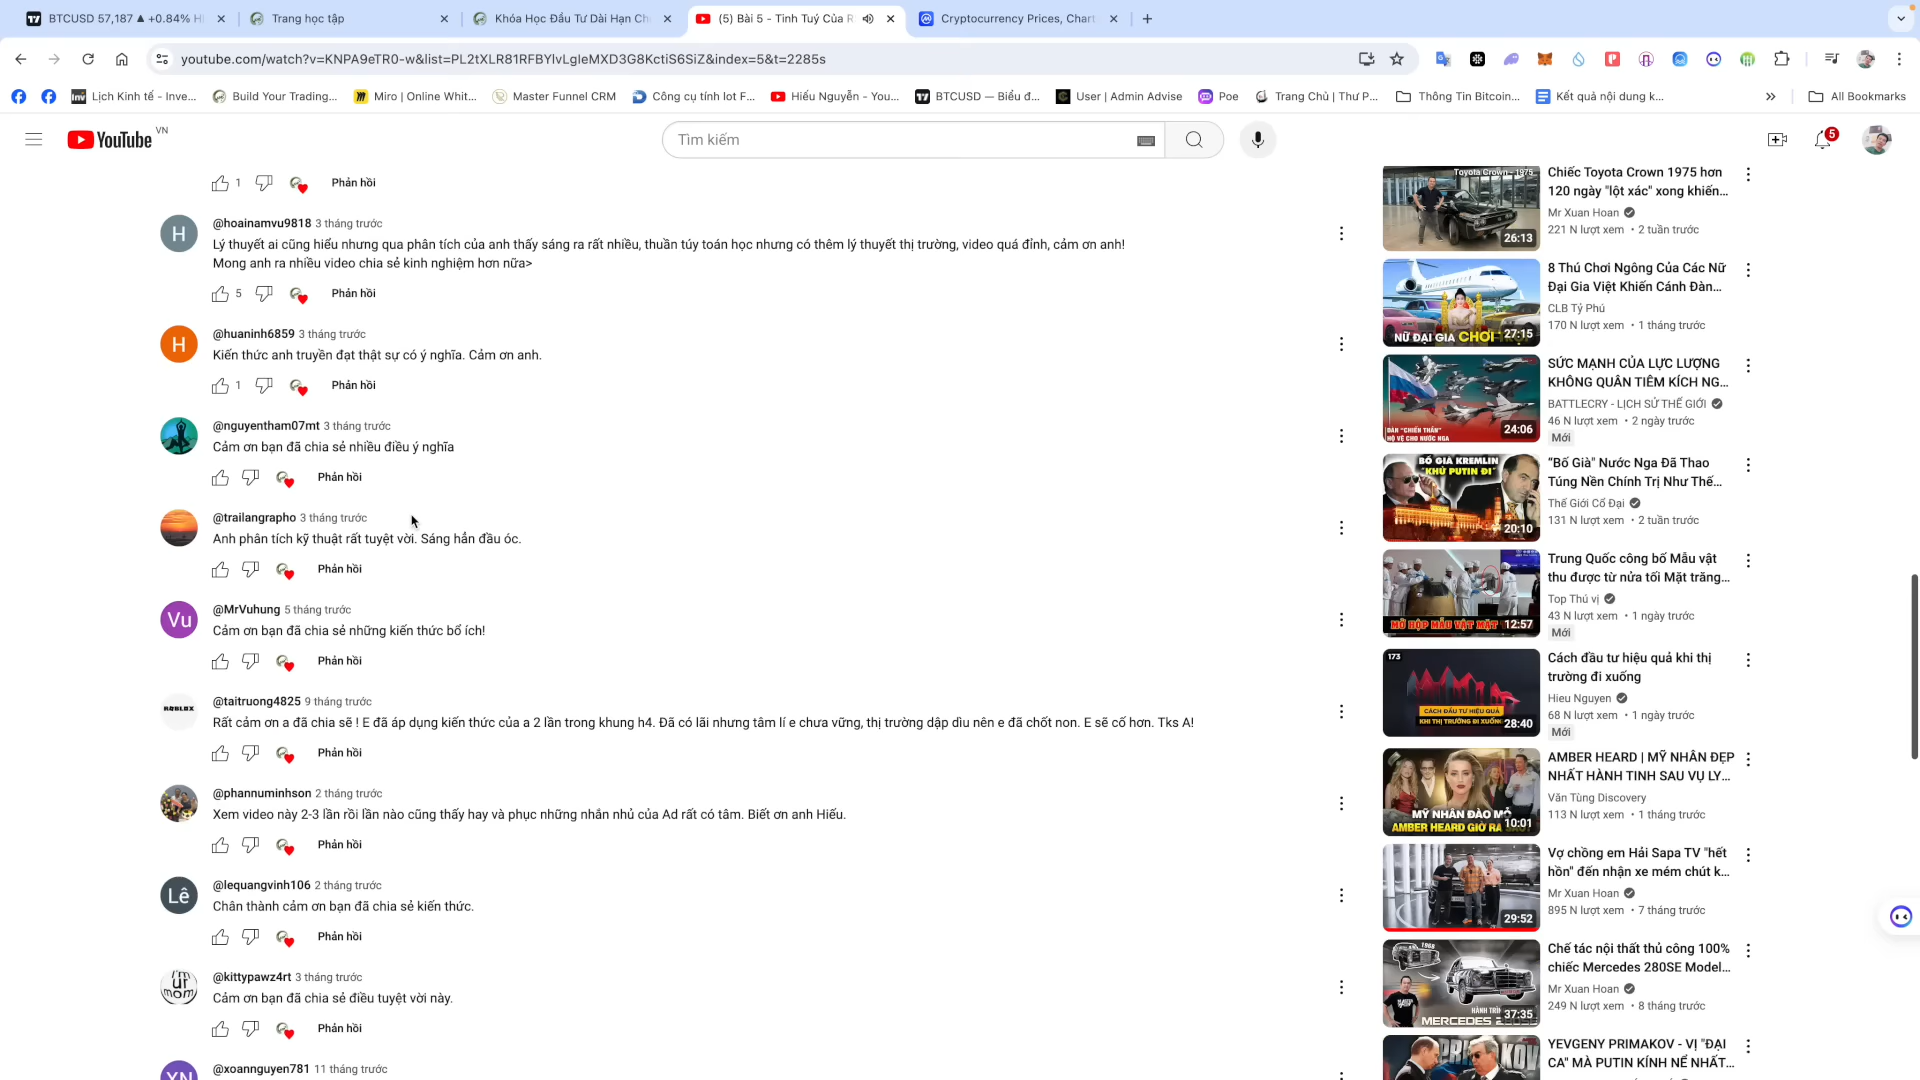 BTCUSD 57,187 ▲ +0.84%
Trang học tập
Khóa Học Đầu Tư Dài Hạn
(5) Bài 5 - Tinh Tuý Của
Cryptocurrency Prices, Chart
youtube.com/watch?v=KNPA9eTR0-w&list=PL2tXLR81RFBYlvLgIeMXD3G8KctiS6SiZ&index=5&t=2285s
Lịch Kinh tế - Inve...
Build Your Trading...
Miro | Online Whit...
Master Funnel CRM
Công cụ tính lot F...
Hiếu Nguyễn - You...
BTCUSD — Biểu đ...
User | Admin Advise
Poe
Trang Chủ | Thư P...
Thông Tin Bitcoin...
Kết quả nội dung k...
All Bookmarks
YouTube VN
Tìm kiếm
5
1 Phản hồi
@hoainamvu9818 3 tháng trước
Lý thuyết ai cũng hiểu nhưng qua phân tích của anh thấy sáng ra rất nhiều, thuần túy toán học nhưng có thêm lý thuyết thị trường, video quá đỉnh, cảm ơn anh!
Mong anh ra nhiều video chia sẻ kinh nghiệm hơn nữa>
5 Phản hồi
@huaninh6859 3 tháng trước
Kiến thức anh truyền đạt thật sự có ý nghĩa. Cảm ơn anh.
1 Phản hồi
@nguyentham07mt 3 tháng trước
Cảm ơn bạn đã chia sẻ nhiều điều ý nghĩa
Phản hồi
@trailangrapho 3 tháng trước
Anh phân tích kỹ thuật rất tuyệt vời. Sáng hẳn đầu óc.
Phản hồi
Vu
@MrVuhung 5 tháng trước
Cảm ơn bạn đã chia sẻ những kiến thức bổ ích!
Phản hồi
ROBLOX
@taitruong4825 9 tháng trước
Rất cảm ơn a đã chia sẽ ! E đã áp dụng kiến thức của a 2 lần trong khung h4. Đã có lãi nhưng tâm lí e chưa vững, thị trường dập dìu nên e đã chốt non. E sẽ cố hơn. Tks A!
Phản hồi
@phannuminhson 2 tháng trước
Xem video này 2-3 lần rồi lần nào cũng thấy hay và phục những nhắn nhủ của Ad rất có tâm. Biết ơn anh Hiếu.
Phản hồi
Lê
@lequangvinh106 2 tháng trước
Chân thành cảm ơn bạn đã chia sẻ kiến thức.
Phản hồi
i'm ur mom
@kittypawz4rt 3 tháng trước
Cảm ơn bạn đã chia sẻ điều tuyệt vời này.
Phản hồi
XN
@xoannguyen781 11 tháng trước
Toyota Crown - 1975
26:13
Chiếc Toyota Crown 1975 hơn
120 ngày "lột xác" xong khiến...
Mr Xuan Hoan
221 N lượt xem • 2 tuần trước
NỮ ĐẠI GIA CHƠI
27:15
8 Thú Chơi Ngông Của Các Nữ
Đại Gia Việt Khiến Cánh Đàn...
CLB Tỷ Phú
170 N lượt xem • 1 tháng trước
DÀN "CHIẾN THẦN"
HỘ VỆ CHO NƯỚC NGA
24:06
SỨC MẠNH CỦA LỰC LƯỢNG
KHÔNG QUÂN TIÊM KÍCH NG...
BATTLECRY - LỊCH SỬ THẾ GIỚI
46 N lượt xem • 2 ngày trước
Mới
BỐ GIÀ KREMLIN
"KHỬ PUTIN ĐI"
20:10
"Bố Già" Nước Nga Đã Thao
Túng Nền Chính Trị Như Thế...
Thế Giới Cổ Đại
131 N lượt xem • 2 tuần trước
MỞ HỘP MẪU VẬT MẶT
12:57
Trung Quốc công bố Mẫu vật
thu được từ nửa tối Mặt trăng...
Top Thú vị
43 N lượt xem • 1 ngày trước
Mới
173
CÁCH ĐẦU TƯ HIỆU QUẢ
KHI THỊ TRƯỜNG ĐI XUỐNG
28:40
Cách đầu tư hiệu quả khi thị
trường đi xuống
Hieu Nguyen
68 N lượt xem • 1 ngày trước
Mới
MỸ NHÂN ĐÀO MỎ
AMBER HEARD GIỜ RA
10:01
AMBER HEARD | MỸ NHÂN ĐẸP
NHẤT HÀNH TINH SAU VỤ LY...
Văn Tùng Discovery
113 N lượt xem • 1 tháng trước
29:52
Vợ chồng em Hải Sapa TV "hết
hồn" đến nhận xe mém chút k...
Mr Xuan Hoan
895 N lượt xem • 7 tháng trước
1968
HÀNH TRÌNH
MERCEDES 280SE
37:35
Chế tác nội thất thủ công 100%
chiếc Mercedes 280SE Model...
Mr Xuan Hoan
249 N lượt xem • 8 tháng trước
YEVGENY PRIMAKOV - VỊ "ĐẠI
CA" MÀ PUTIN KÍNH NỂ NHẤT...